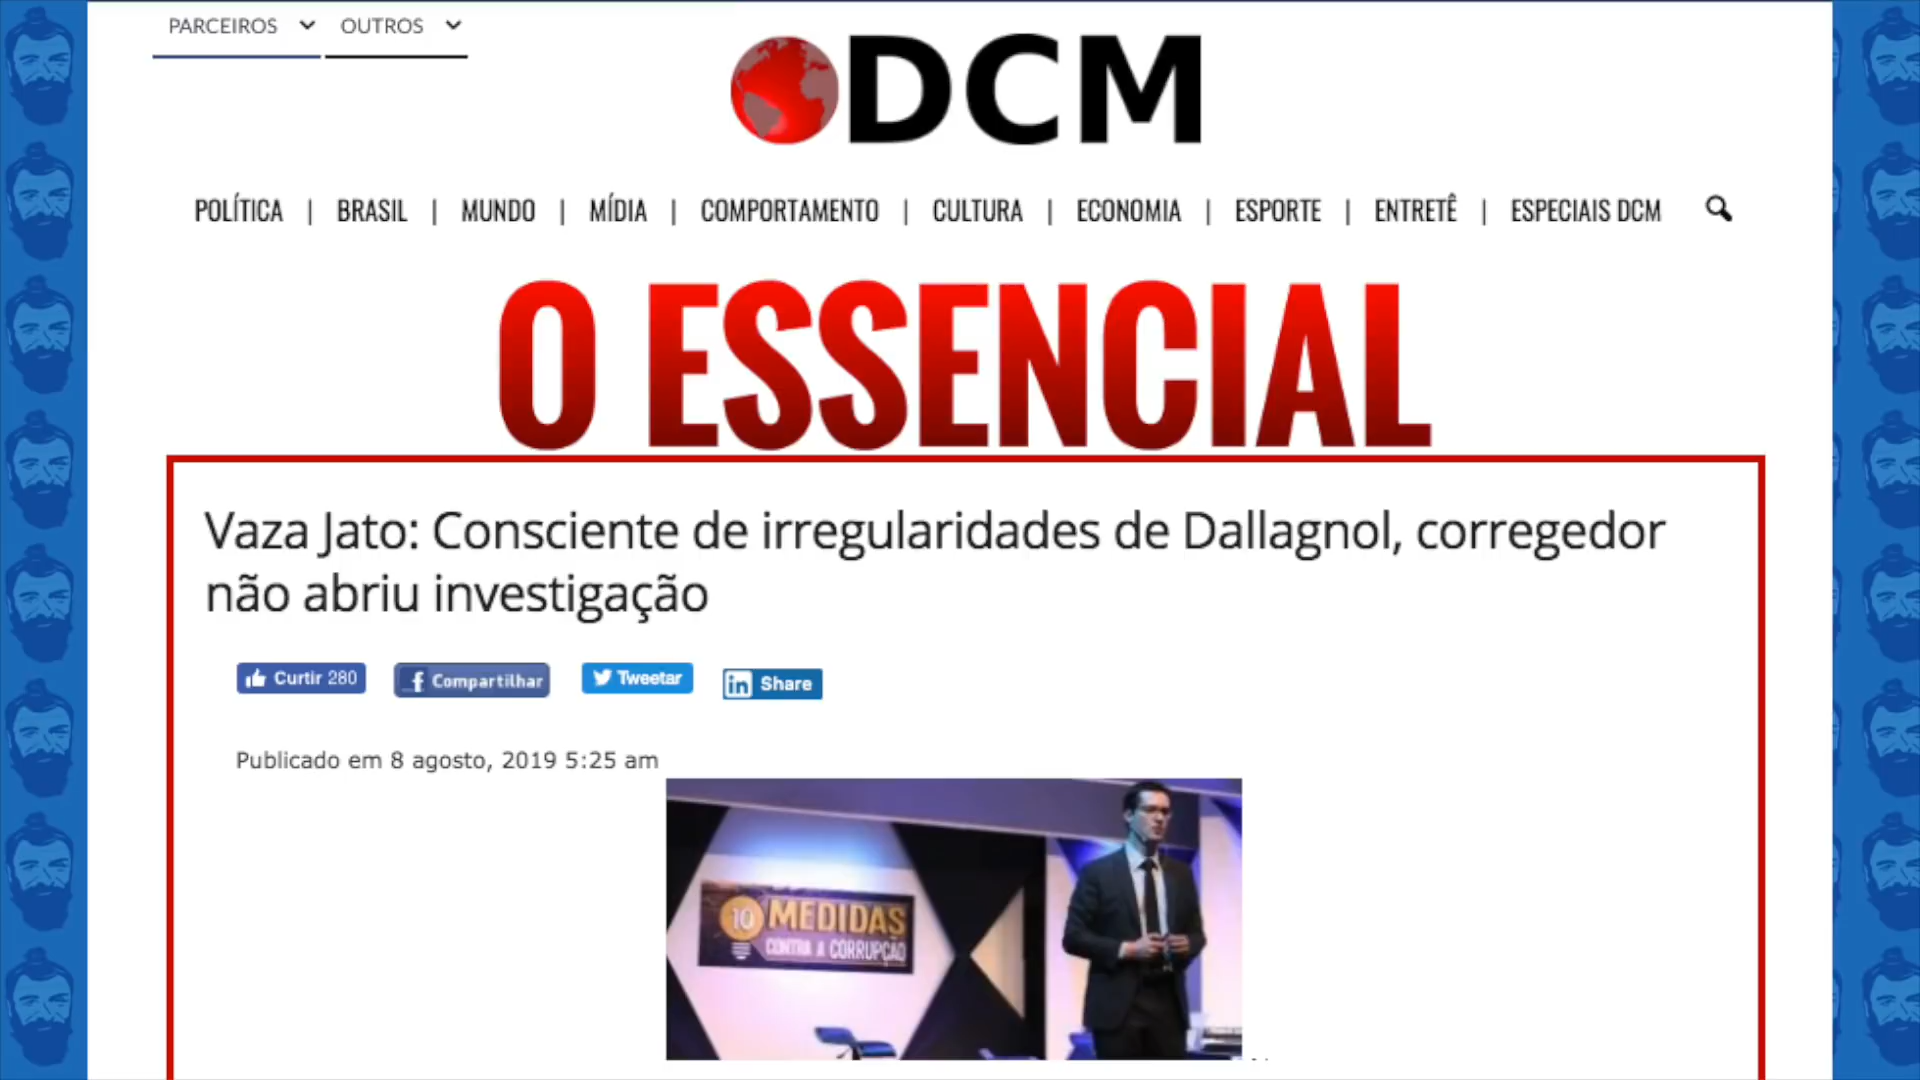 PARCEIROS OUTROS
DCM
POLÍTICA | BRASIL | MUNDO | MÍDIA | COMPORTAMENTO | CULTURA | ECONOMIA | ESPORTE | ENTRETÊ | ESPECIAIS DCM
O ESSENCIAL
Vaza Jato: Consciente de irregularidades de Dallagnol, corregedor
não abriu investigação
Curtir 280 f Compartilhar Tweetar in Share
Publicado em 8 agosto, 2019 5:25 am
10 MEDIDAS
CONTRA A CORRUPÇÃO